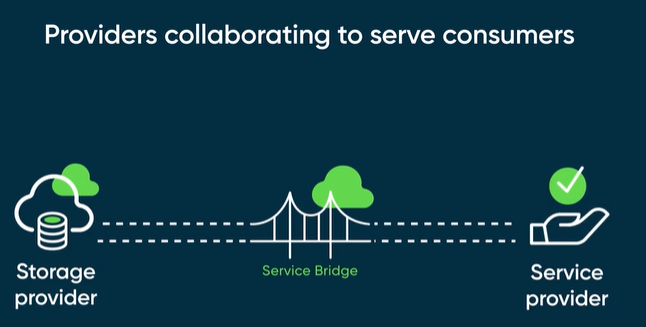 Providers collaborating to serve consumers
Service Bridge
Storage
provider
Service
provider